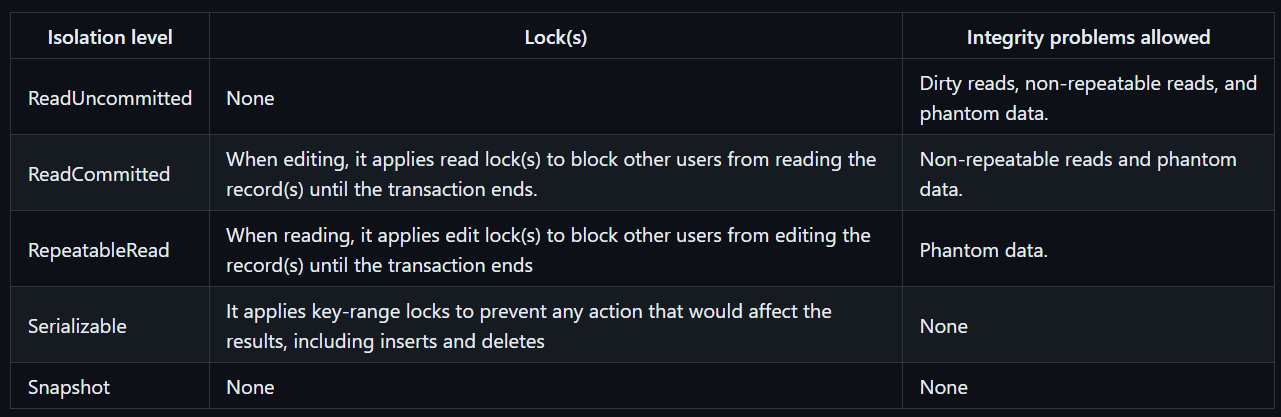 Isolation level Lock(s) Integrity problems allowed
ReadUncommitted None Dirty reads, non-repeatable reads, and
phantom data.
ReadCommitted When editing, it applies read lock(s) to block other users from reading the
record(s) until the transaction ends. Non-repeatable reads and phantom
data.
RepeatableRead When reading, it applies edit lock(s) to block other users from editing the
record(s) until the transaction ends Phantom data.
Serializable It applies key-range locks to prevent any action that would affect the
results, including inserts and deletes None
Snapshot None None